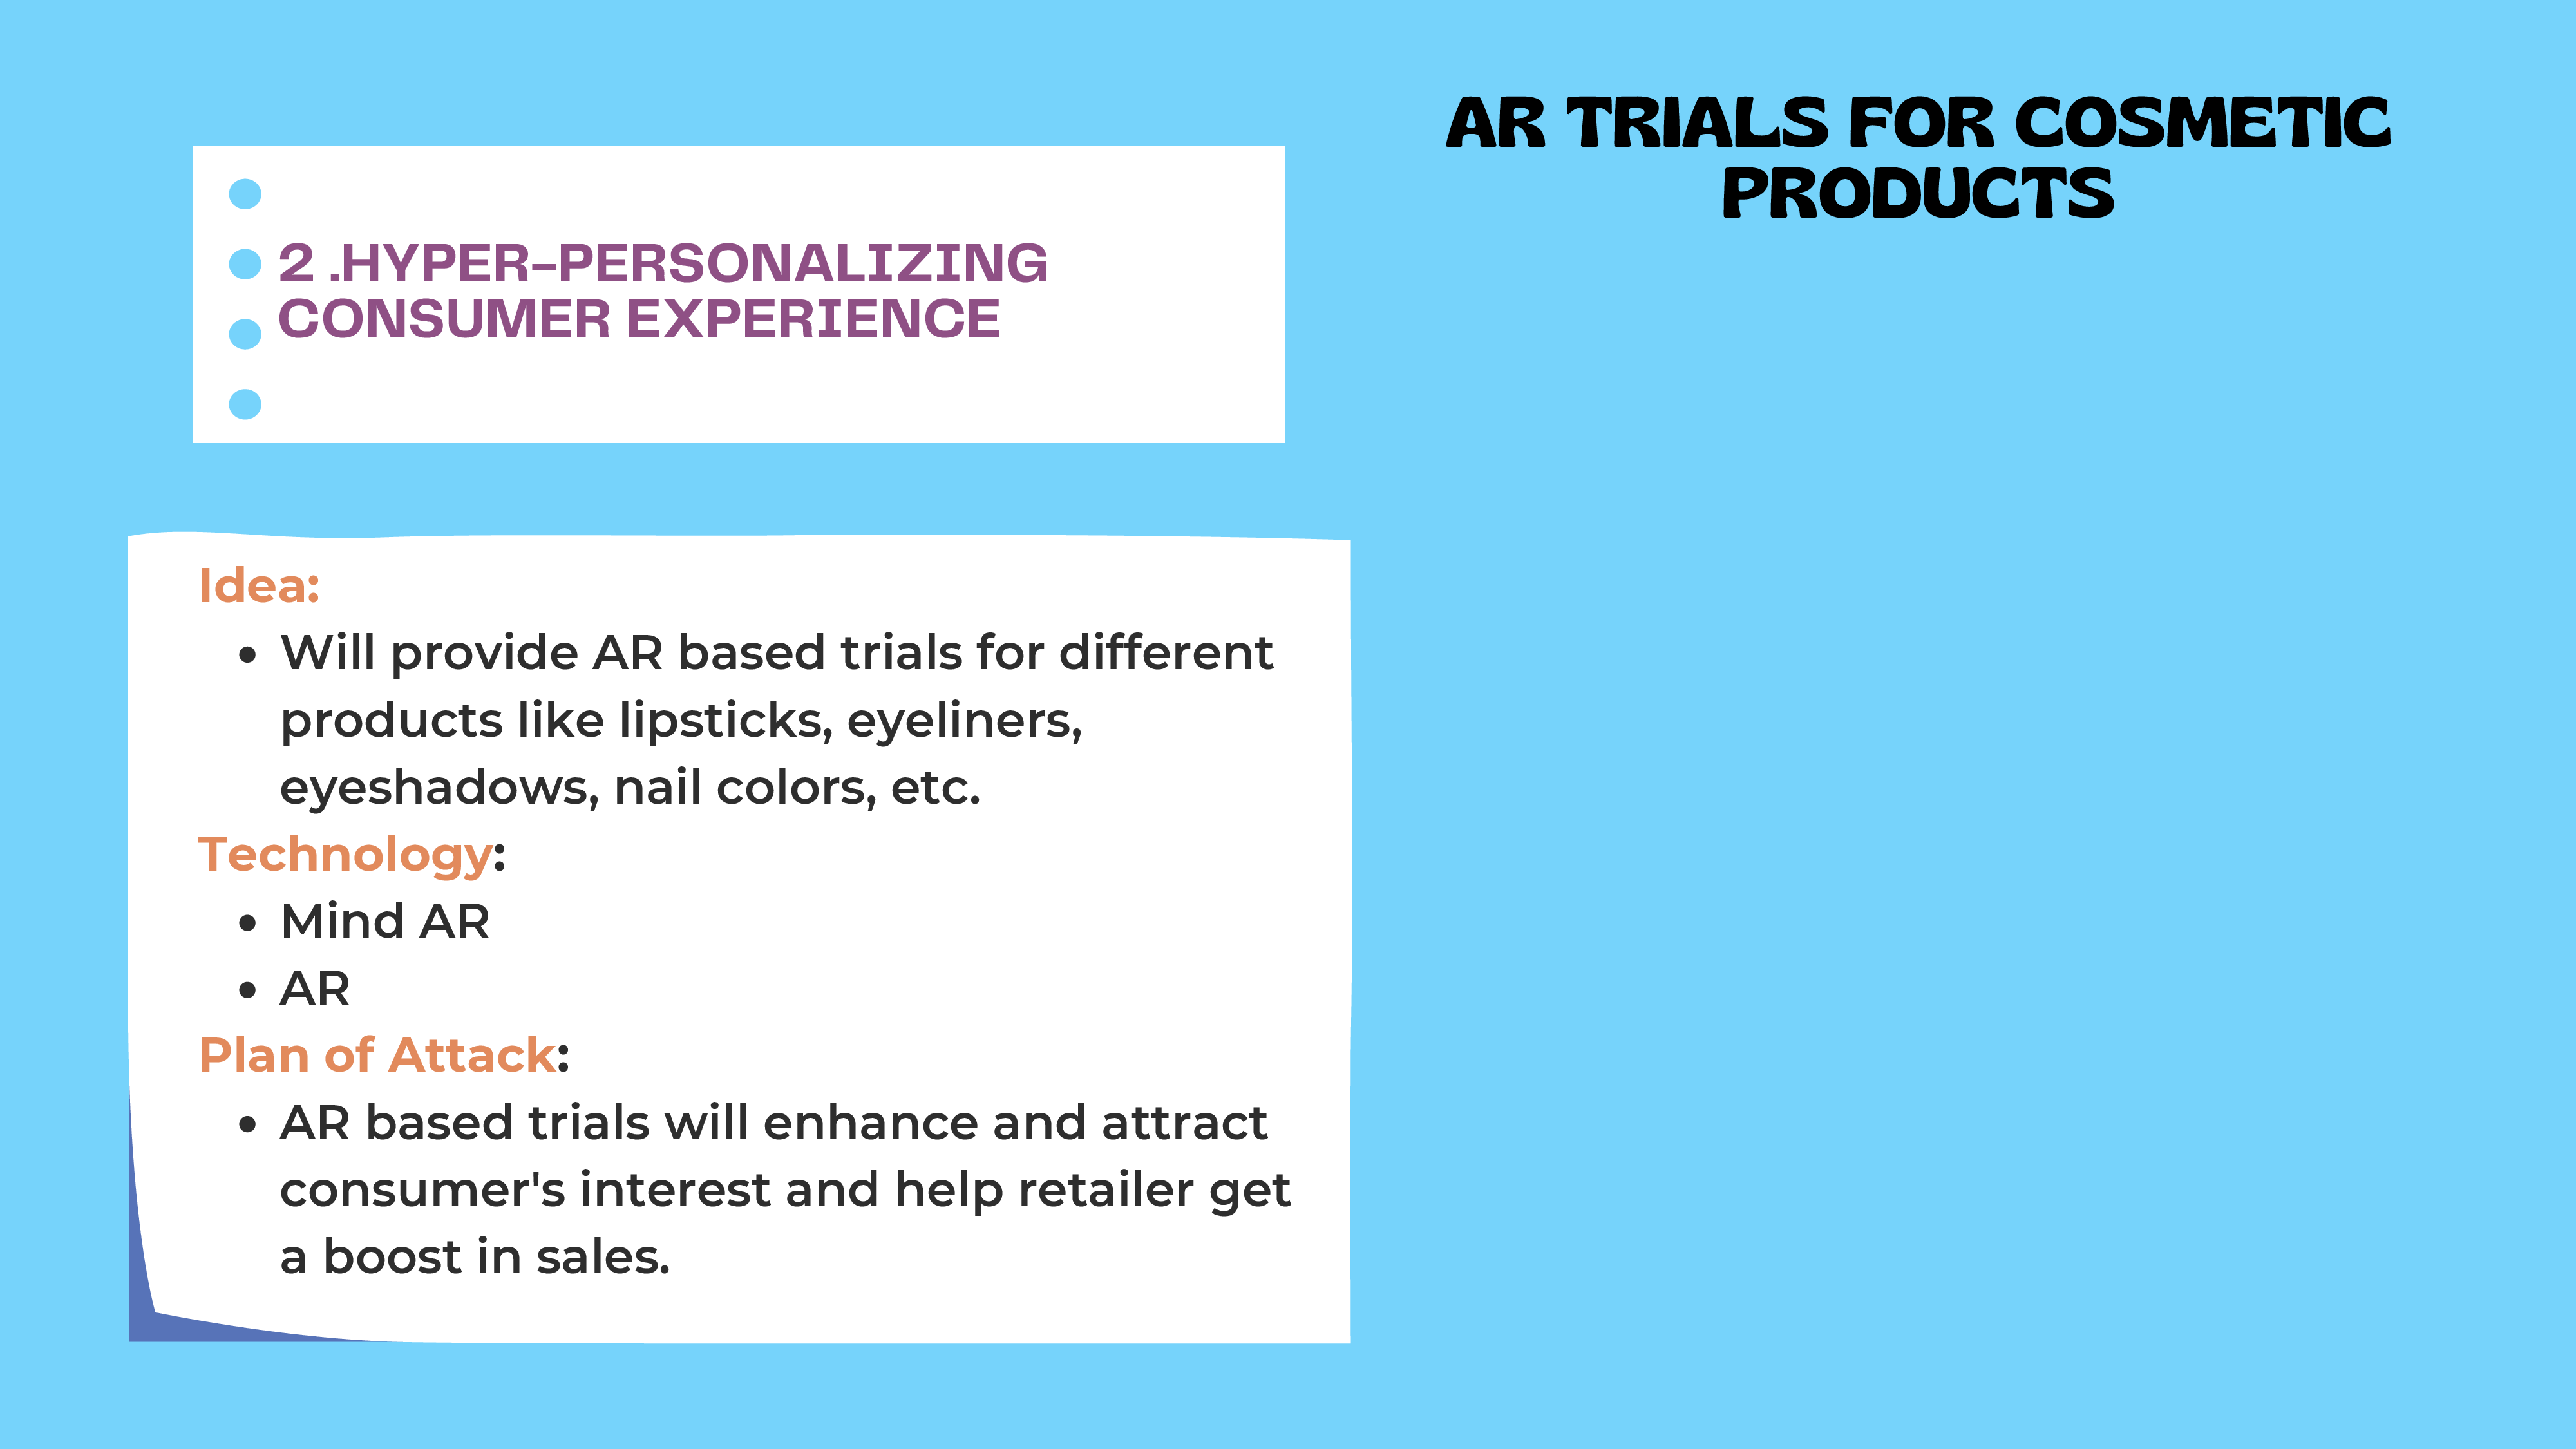 AR TRIALS FOR COSMETIC
PRODUCTS
2 .HYPER-PERSONALIZING
CONSUMER EXPERIENCE
Idea:
• Will provide AR based trials for different
products like lipsticks, eyeliners,
eyeshadows, nail colors, etc.
Technology:
• Mind AR
• AR
Plan of Attack:
• AR based trials will enhance and attract
consumer's interest and help retailer get
a boost in sales.